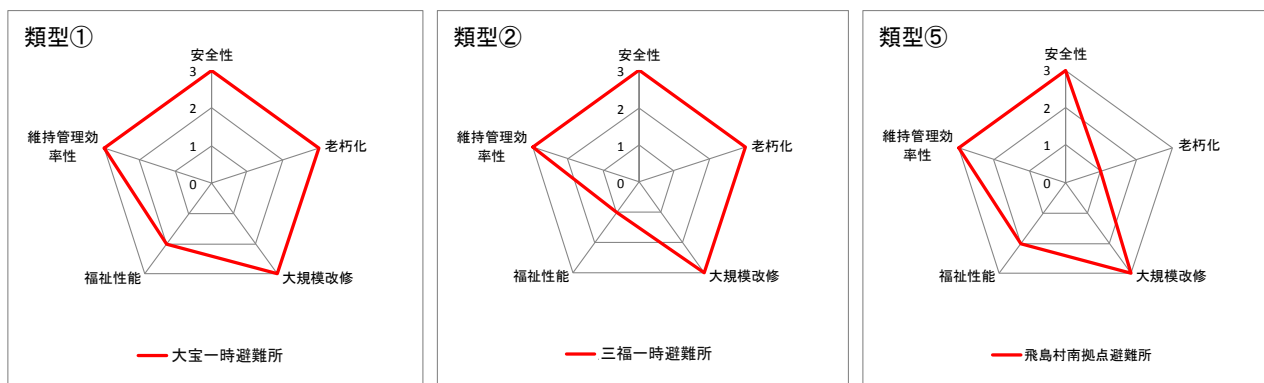 類型①
安全性
3
2
1
0
維持管理効
率性
老朽化
福祉性能
大規模改修
大宝一時避難所
類型②
安全性
3
2
1
0
維持管理効
率性
老朽化
福祉性能
大規模改修
三福一時避難所
類型⑤
安全性
3
2
1
0
維持管理効
率性
老朽化
福祉性能
大規模改修
飛島村南拠点避難所